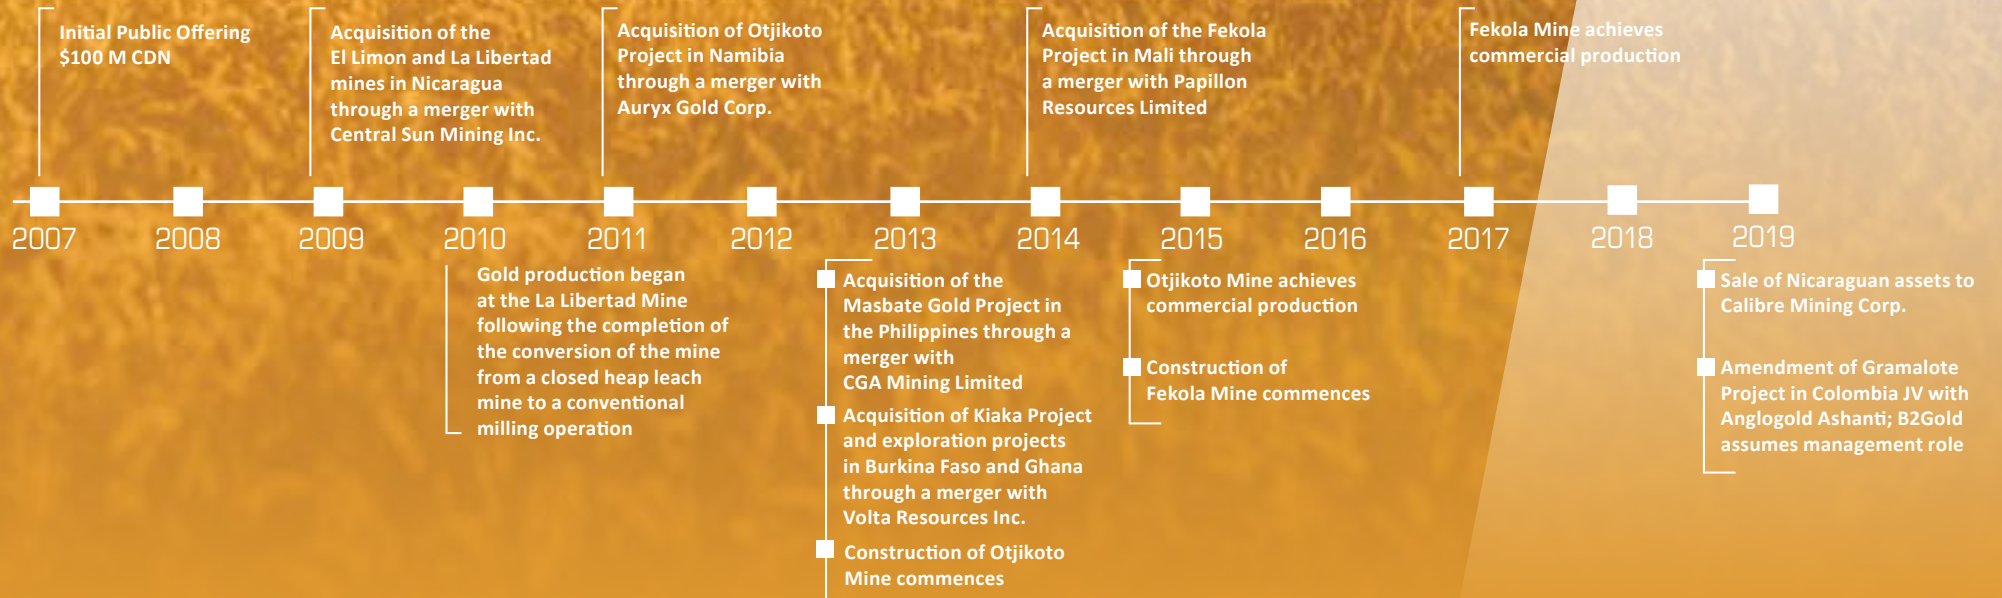 Initial Public Offering
$100 M CDN
Acquisition of the
El Limon and La Libertad
mines in Nicaragua
through a merger with
Central Sun Mining Inc.
Acquisition of Otjikoto
Project in Namibia
through a merger with
Auryx Gold Corp.
Acquisition of the Fekola
Project in Mali through
a merger with Papillon
Resources Limited
Fekola Mine achieves
commercial production
2007 2008 2009 2010 2011 2012 2013 2014 2015 2016 2017 2018 2019
Gold production began
at the La Libertad Mine
following the completion of
the conversion of the mine
from a closed heap leach
mine to a conventional
milling operation
Acquisition of the
Masbate Gold Project in
the Philippines through a
merger with
CGA Mining Limited
Acquisition of Kiaka Project
and exploration projects
in Burkina Faso and Ghana
through a merger with
Volta Resources Inc.
Construction of Otjikoto
Mine commences
Otjikoto Mine achieves
commercial production
Construction of
Fekola Mine commences
Sale of Nicaraguan assets to
Calibre Mining Corp.
Amendment of Gramalote
Project in Colombia JV with
Anglogold Ashanti; B2Gold
assumes management role